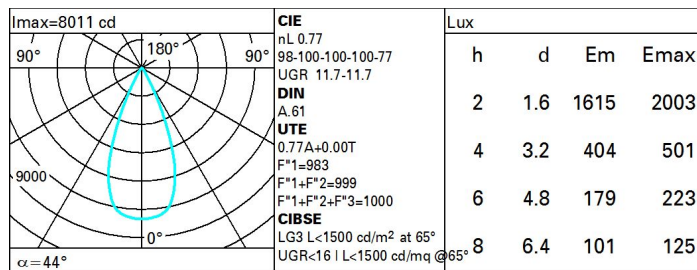 Imax=8011 cd
90° 180° 90°
9000
0°
α=44°
CIE
nL 0.77
98-100-100-100-77
UGR 11.7-11.7
DIN
A.61
UTE
0.77A+0.00T
F"1=983
F"1+F"2=999
F"1+F"2+F"3=1000
CIBSE
LG3 L<1500 cd/m² at 65°
UGR<16 | L<1500 cd/mq @65°
Lux
h d Em Emax
2 1.6 1615 2003
4 3.2 404 501
6 4.8 179 223
8 6.4 101 125